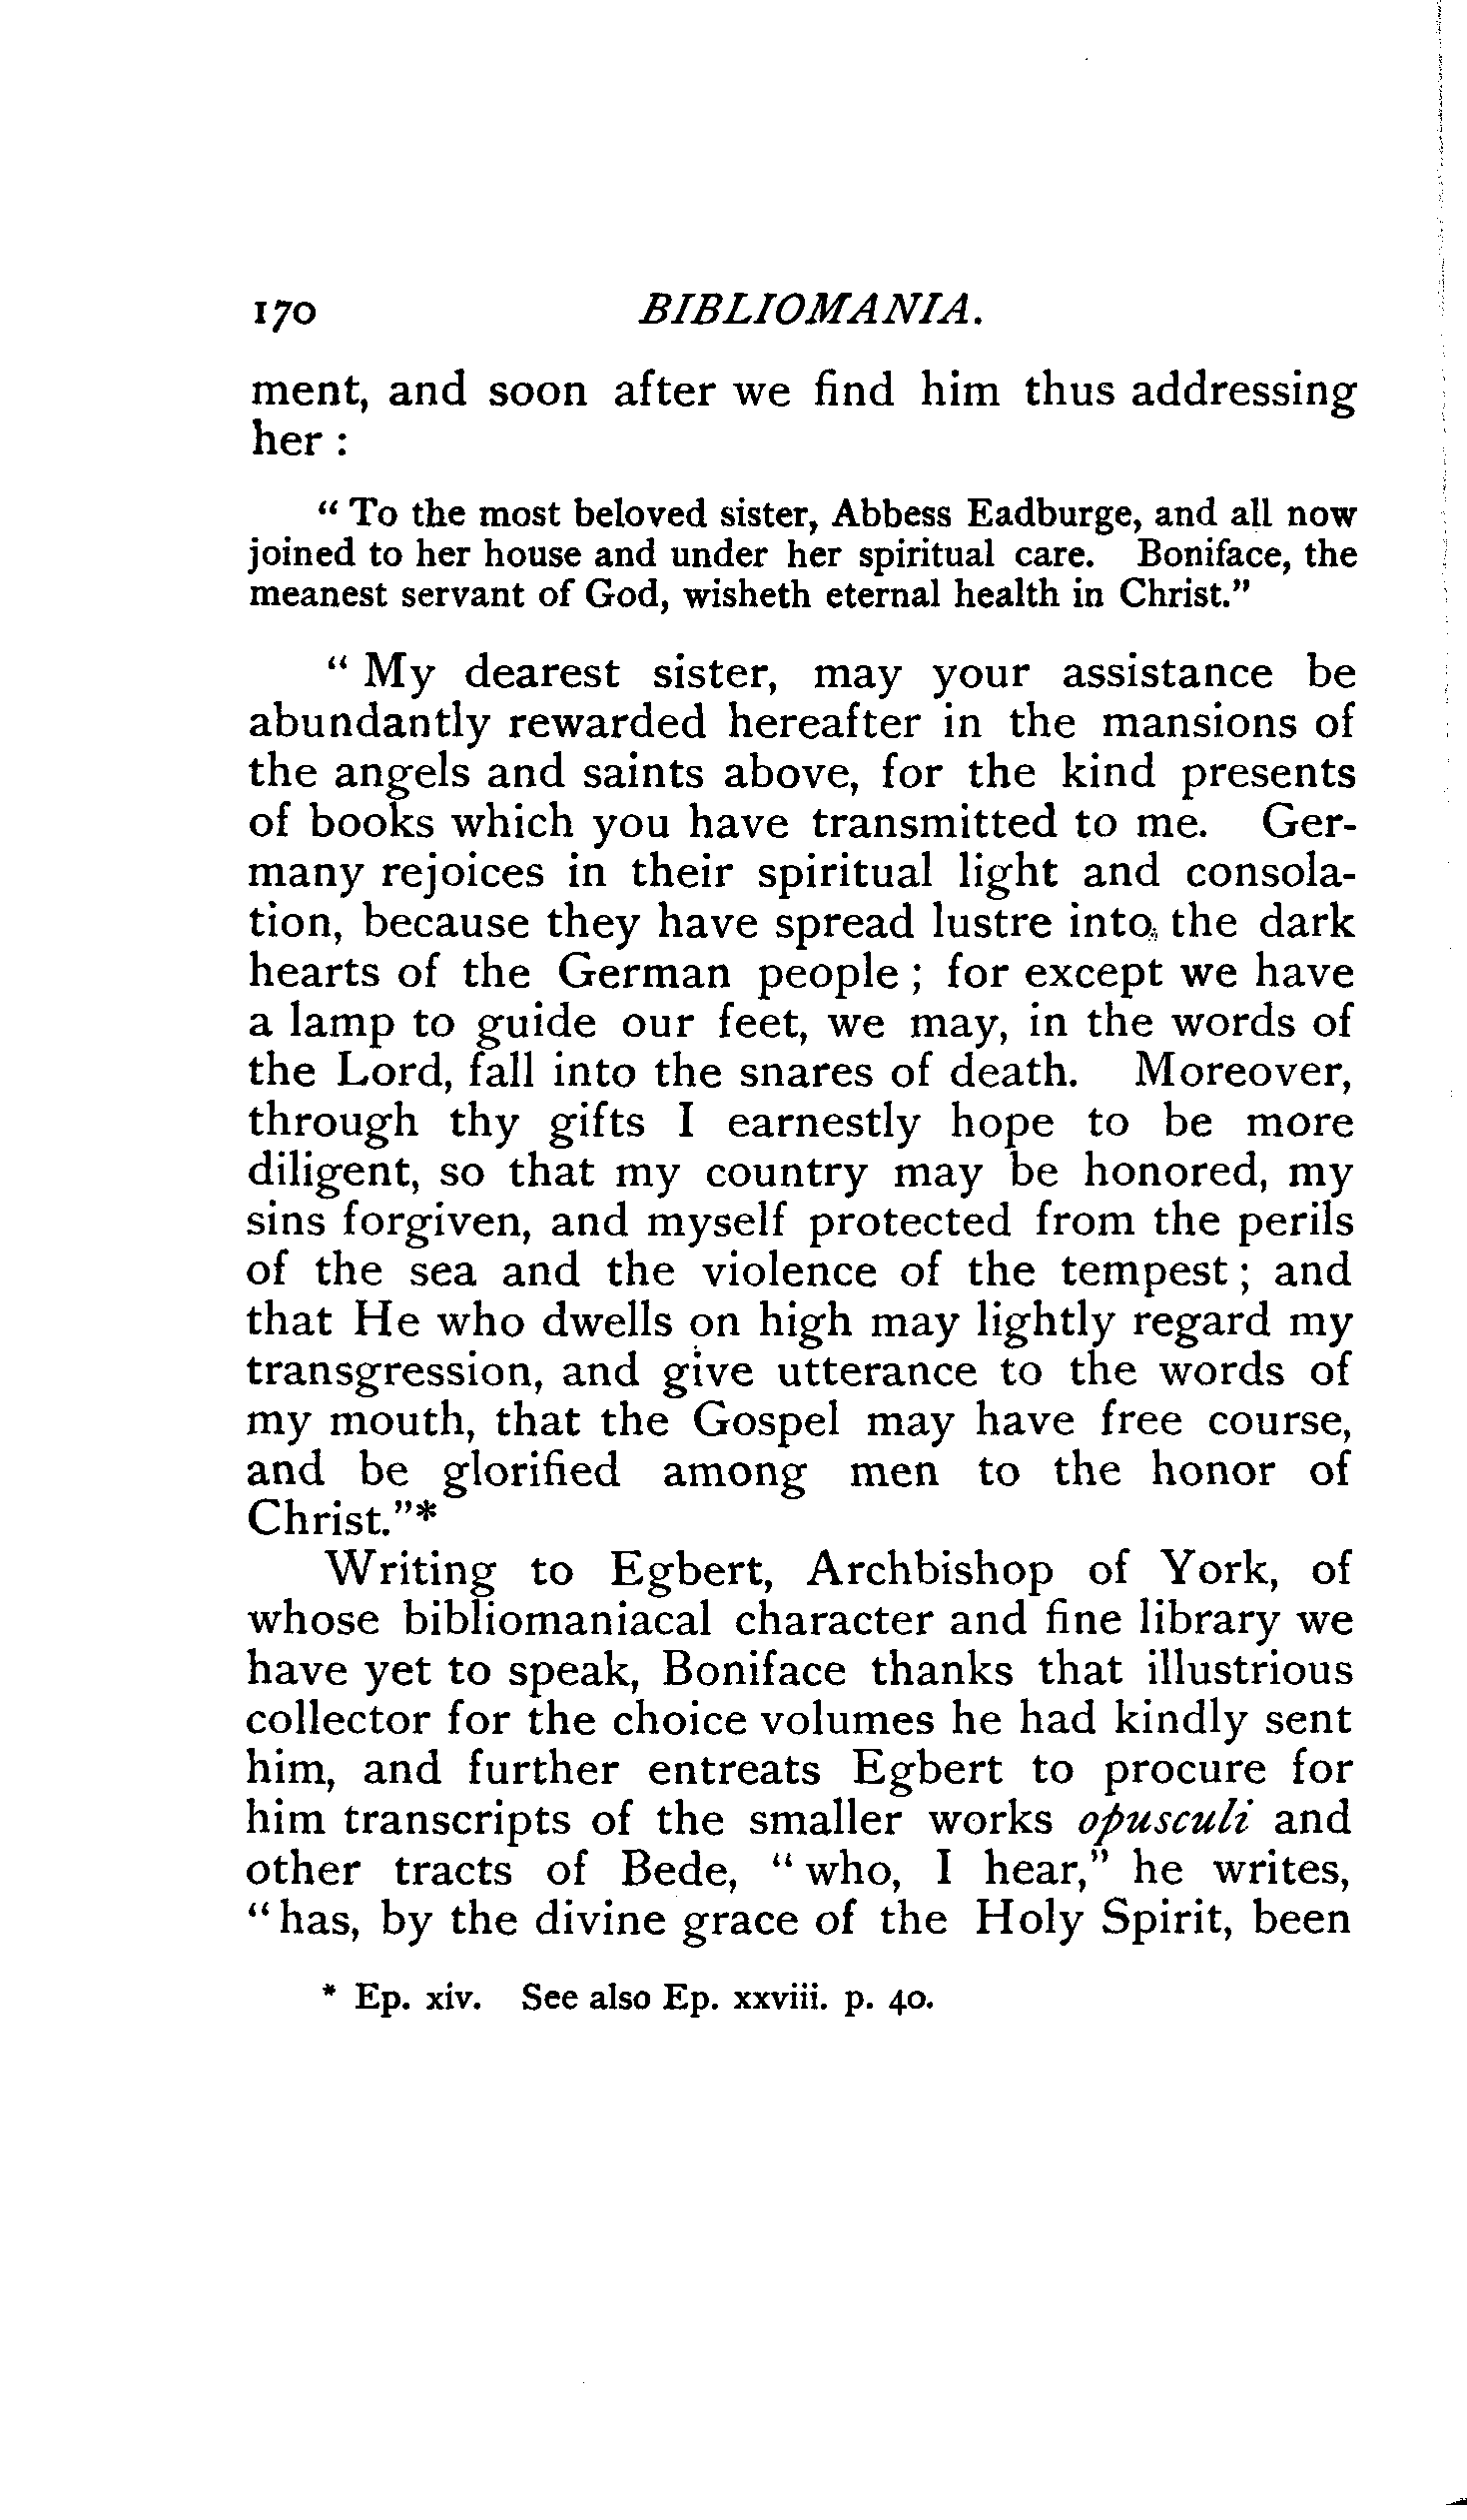 170 BIBLIOMANIA.
ment, and soon after we find him thus addressing
her :
" To the most beloved sister, Abbess Eadburge, and all now
joined to her house and under her spiritual care. Boniface, the
meanest servant of God, wisheth eternal health in Christ."
" My dearest sister, may your assistance be
abundantly rewarded hereafter in the mansions of
the angels and saints above, for the kind presents
of books which you have transmitted to me. Ger-
many rejoices in their spiritual light and consola-
tion, because they have spread lustre into the dark
hearts of the German people ; for except we have
a lamp to guide our feet, we may, in the words of
the Lord, fall into the snares of death. Moreover,
through thy gifts I earnestly hope to be more
diligent, so that my country may be honored, my
sins forgiven, and myself protected from the perils
of the sea and the violence of the tempest ; and
that He who dwells on high may lightly regard my
transgression, and give utterance to the words of
my mouth, that the Gospel may have free course,
and be glorified among men to the honor of
Christ."*
Writing to Egbert, Archbishop of York, of
whose bibliomaniacal character and fine library we
have yet to speak, Boniface thanks that illustrious
collector for the choice volumes he had kindly sent
him, and further entreats Egbert to procure for
him transcripts of the smaller works opusculi and
other tracts of Bede, " who, I hear," he writes,
" has, by the divine grace of the Holy Spirit, been
* Ep. xiv. See also Ep. xxviii. p. 40.